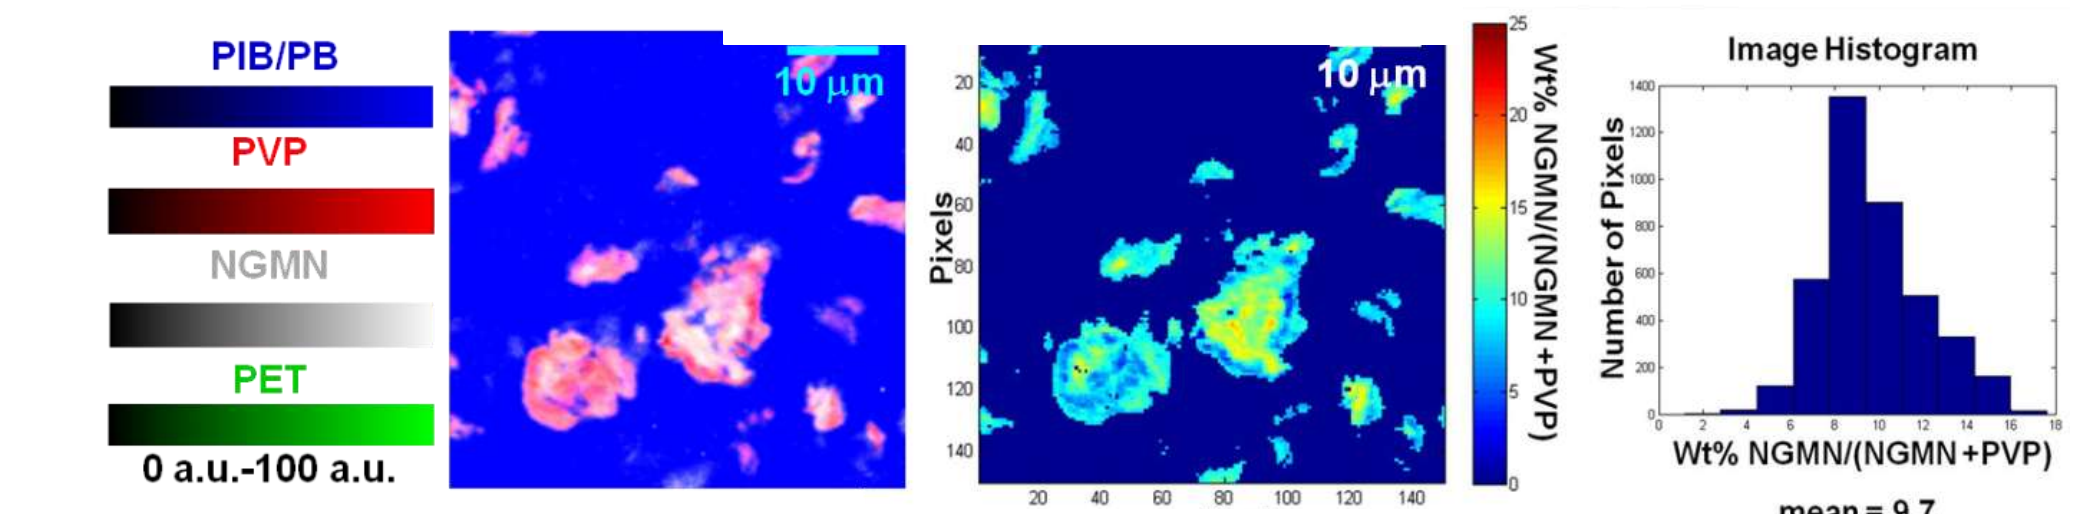 PIB/PB
PVP
NGMN
PET
0 a.u.-100 a.u.
10 μm
Pixels
20
40
60
80
100
120
140
20 40 60 80 100 120 140
10 μm
25
20
15
10
5
0
Wt% NGMN/(NGMN+PVP)
Image Histogram
Number of Pixels
1400
1200
1000
800
600
400
200
0
0 2 4 6 8 10 12 14 16 18
Wt% NGMN/(NGMN+PVP)
mean = 9.7